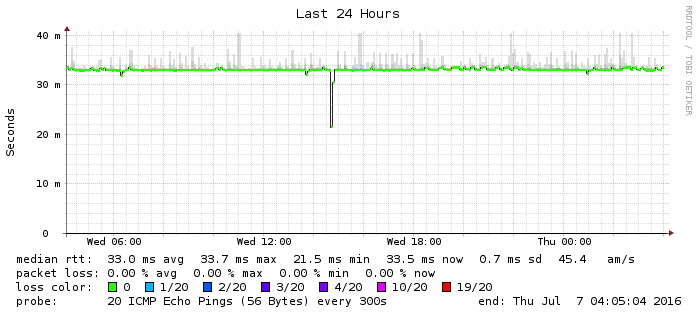 Last 24 Hours
RRDTOOL / TOBI OETIKER
Seconds
40 m
30 m
20 m
10 m
0
Wed 06:00 Wed 12:00 Wed 18:00 Thu 00:00
median rtt: 33.0 ms avg 33.7 ms max 21.5 ms min 33.5 ms now 0.7 ms sd 45.4 am/s
packet loss: 0.00 % avg 0.00 % max 0.00 % min 0.00 % now
loss color: 0 1/20 2/20 3/20 4/20 10/20 19/20
probe: 20 ICMP Echo Pings (56 Bytes) every 300s end: Thu Jul 7 04:05:04 2016